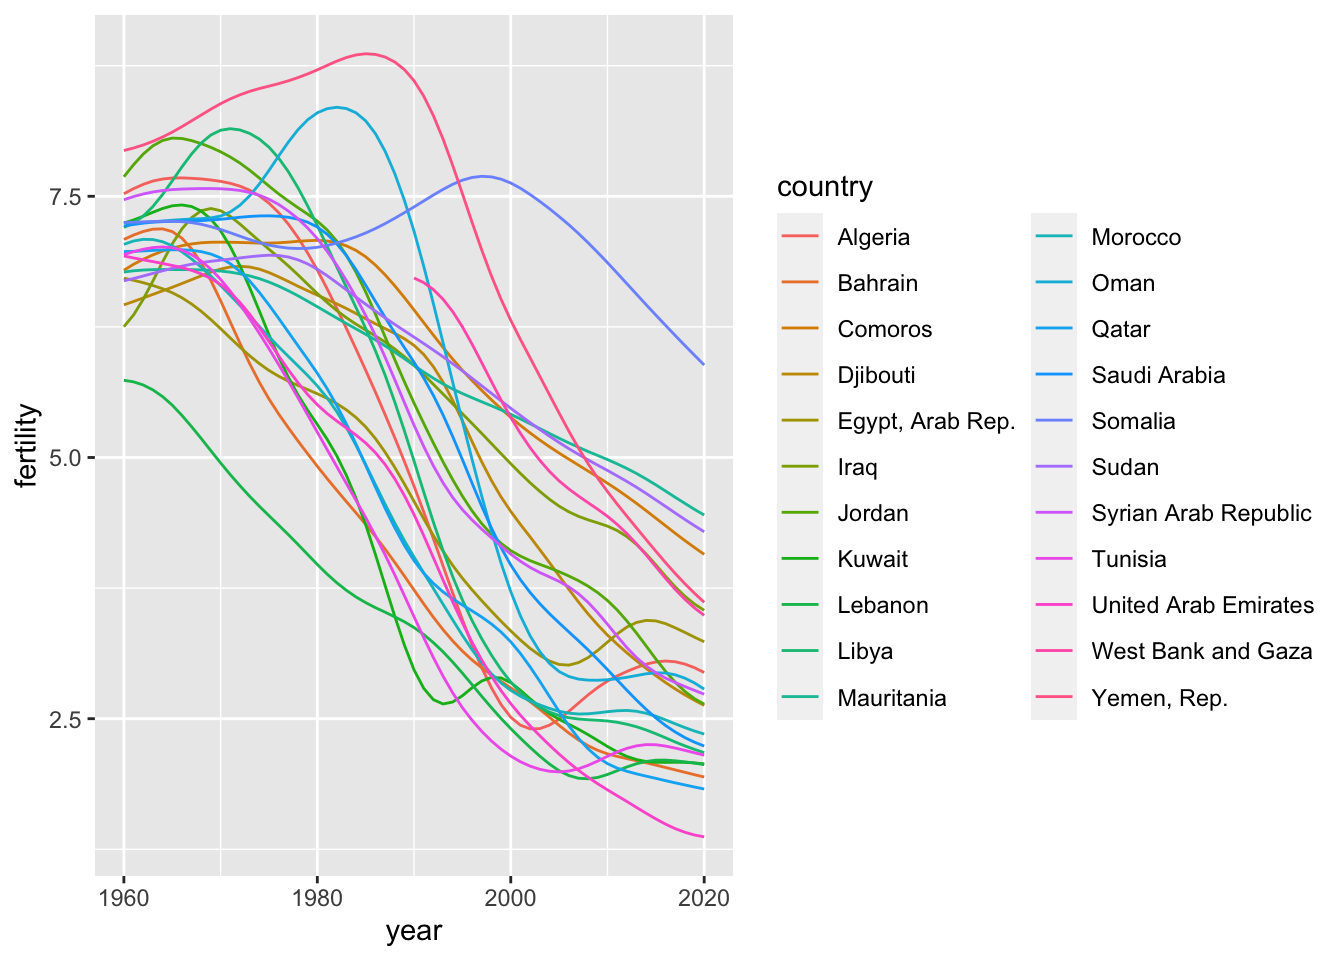 7.5
5.0
2.5
fertility
1960
1980
2000
2020
year
country
Algeria
Bahrain
Comoros
Djibouti
Egypt, Arab Rep.
Iraq
Jordan
Kuwait
Lebanon
Libya
Mauritania
Morocco
Oman
Qatar
Saudi Arabia
Somalia
Sudan
Syrian Arab Republic
Tunisia
United Arab Emirates
West Bank and Gaza
Yemen, Rep.